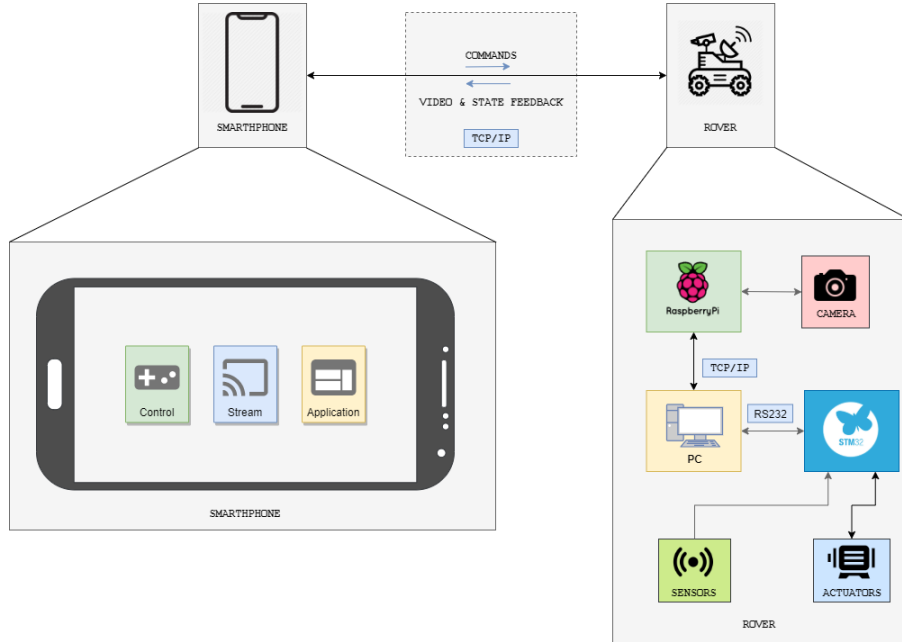 COMMANDS
VIDEO & STATE FEEDBACK
TCP/IP
SMARTHPHONE
ROVER
Control
Stream
Application
SMARTHPHONE
RaspberryPi
CAMERA
TCP/IP
RS232
PC
STM32
SENSORS
ACTUATORS
ROVER